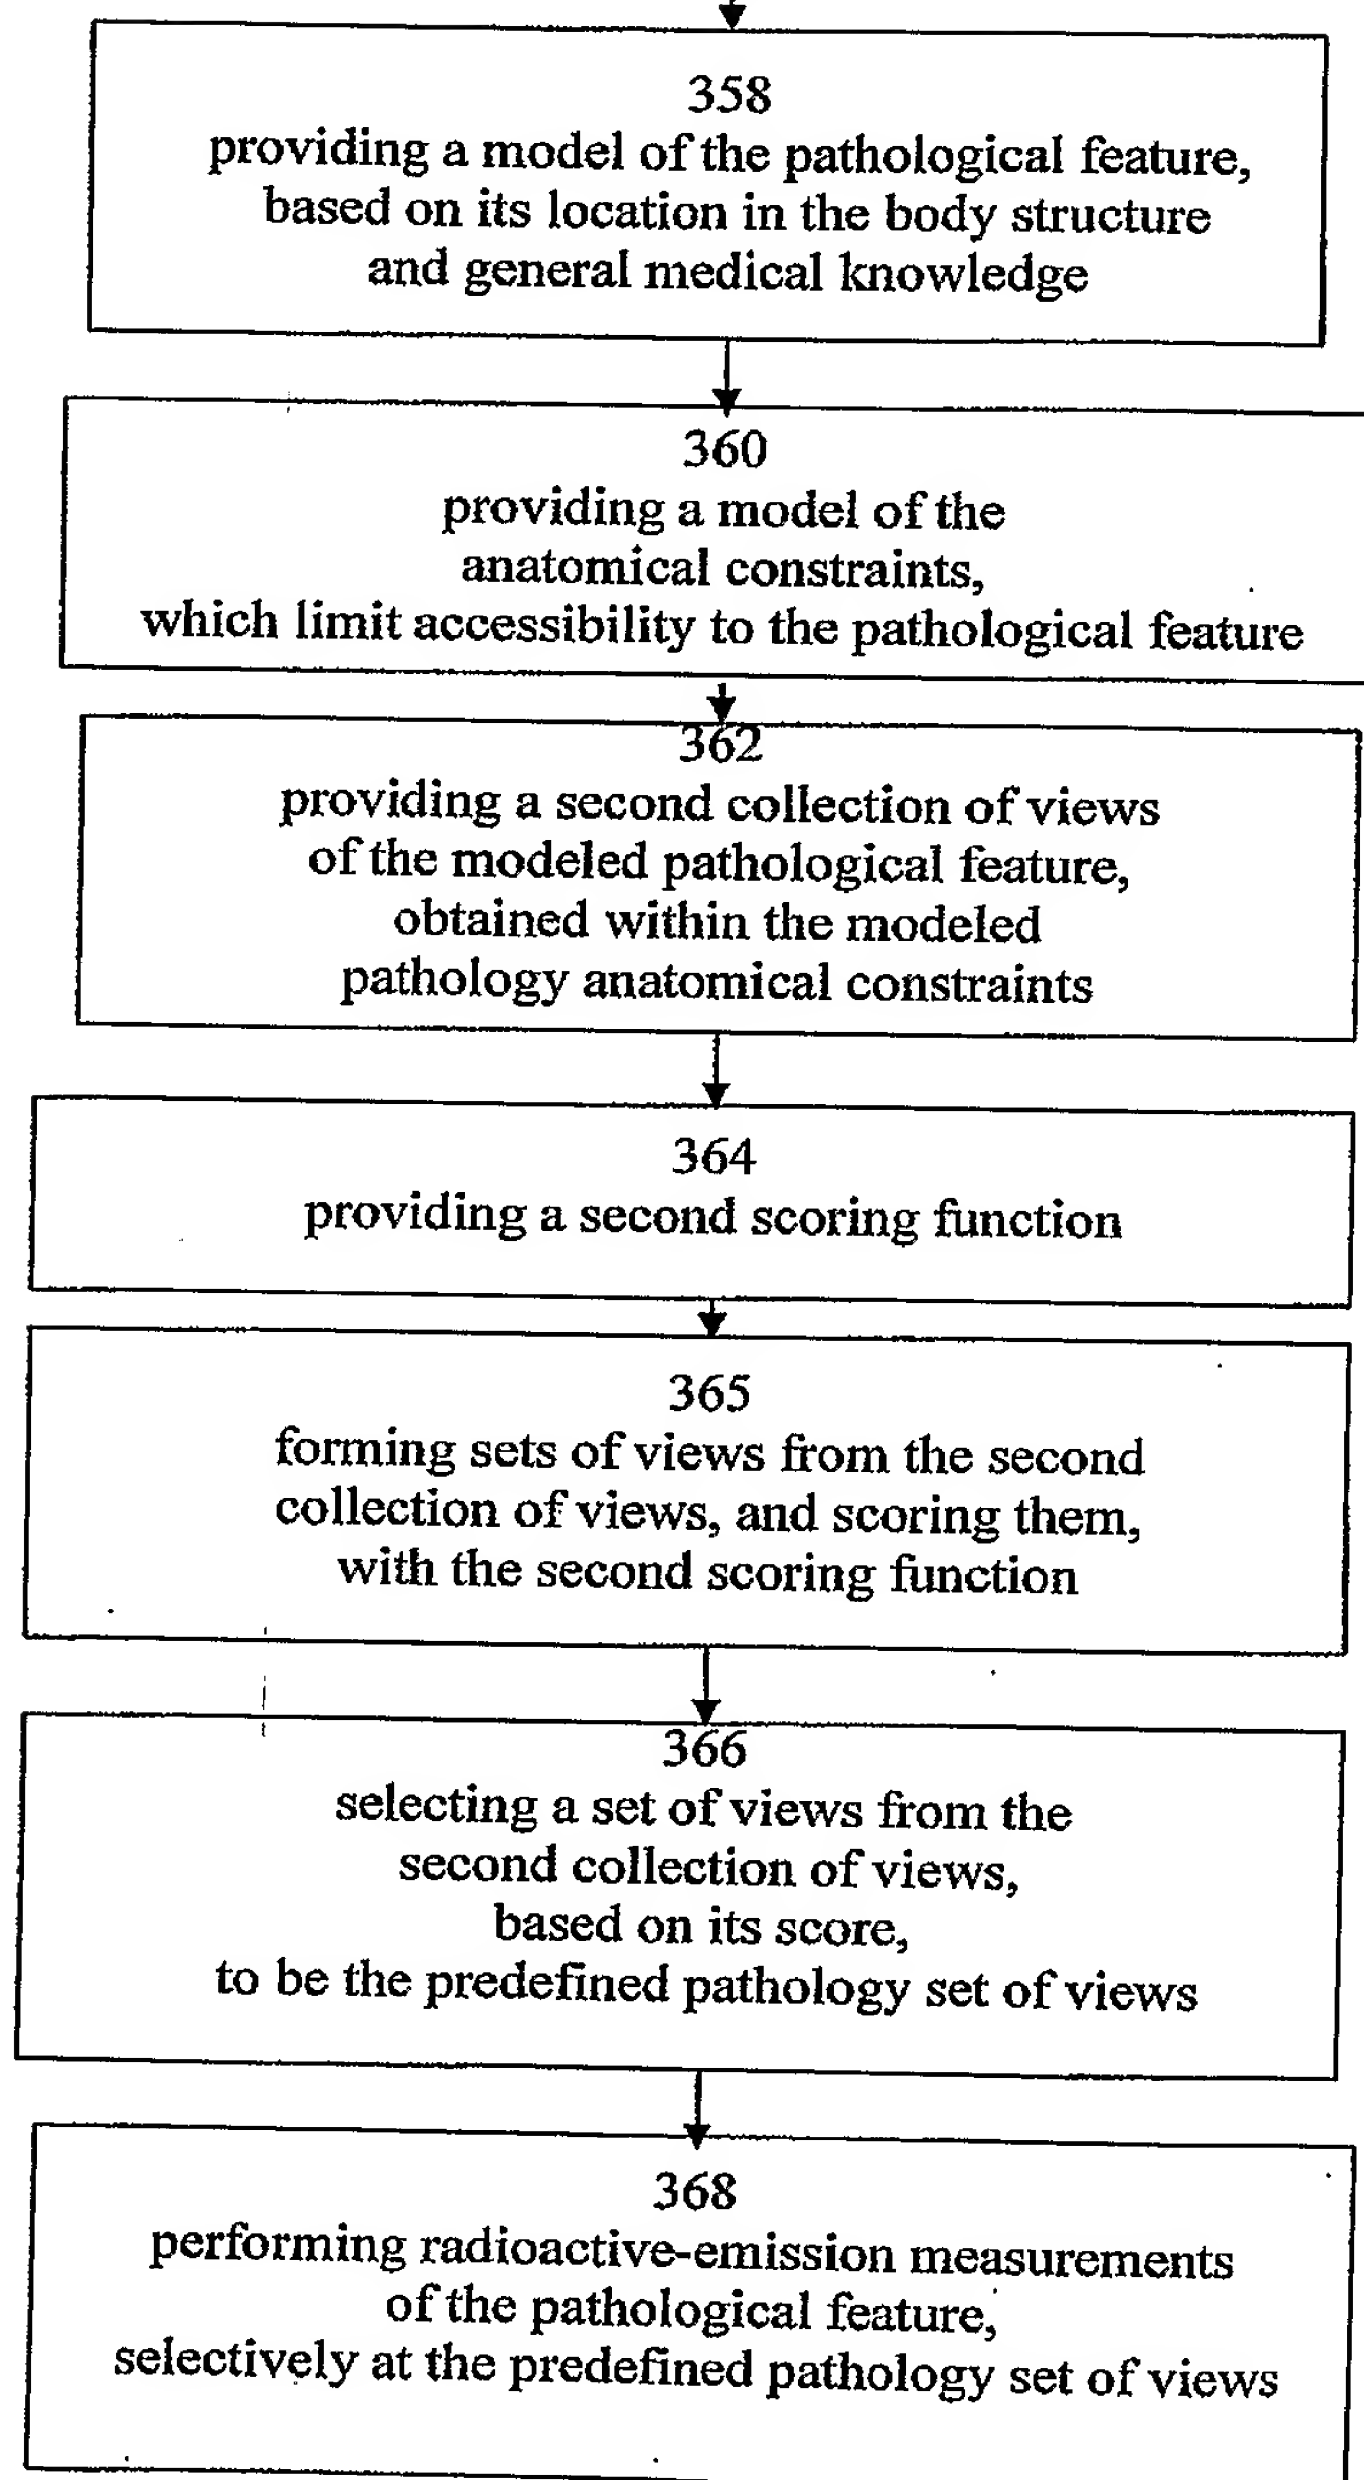 358
providing a model of the pathological feature,
based on its location in the body structure
and general medical knowledge
360
providing a model of the
anatomical constraints,
which limit accessibility to the pathological feature
362
providing a second collection of views
of the modeled pathological feature,
obtained within the modeled
pathology anatomical constraints
364
providing a second scoring function
365
forming sets of views from the second
collection of views, and scoring them,
with the second scoring function
366
selecting a set of views from the
second collection of views,
based on its score,
to be the predefined pathology set of views
368
performing radioactive-emission measurements
of the pathological feature,
selectively at the predefined pathology set of views